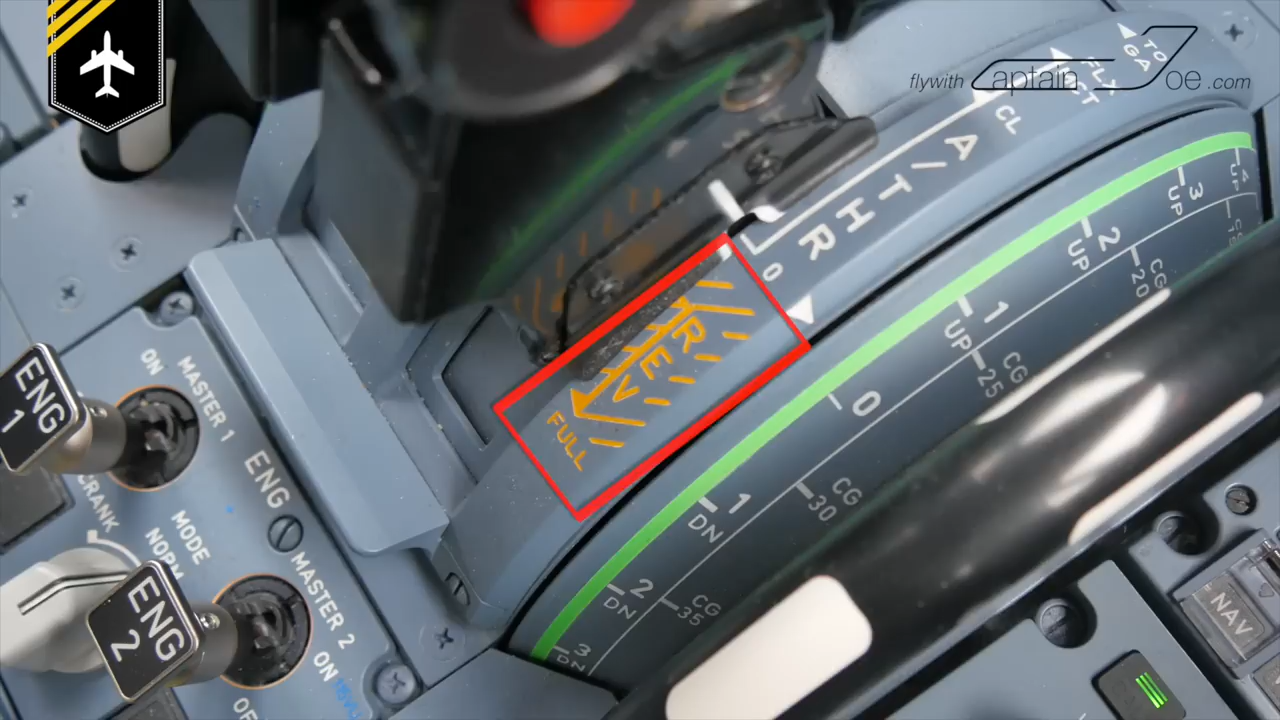 flywith Captain Joe .com
TO
GA
FLX
MCT
CL
A/THR
0
REV
FULL
4
UP
3
UP
2
UP
1
UP
0
1
DN
2
DN
3
DN
CG
20
CG
25
CG
30
CG
35
ENG
1
ON
MASTER 1
CRANK
MODE
NORM
ENG
MASTER 2
ON
ENG
2
NAV